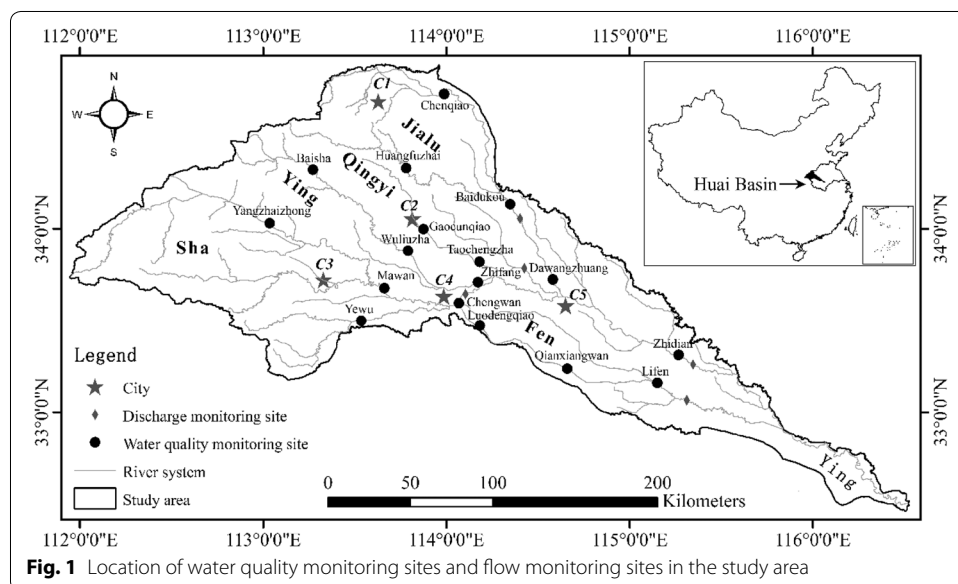 112°0'0"E 113°0'0"E 114°0'0"E 115°0'0"E 116°0'0"E
N
W E
S
C1
Chenqiao
Jialu
Huangfuzhai
Baisha
Qingyi
Ying
Baidukou
Huai Basin
Yangzhaizhong
C2
Gaodunqiao
34°0'0"N
34°0'0"N
Wuliuzha
Sha
Taochengzha
C3
Zhifang
Dawangzhuang
Mawan
C4
C5
Chengwan
Yewu
Luodengqiao
Fen
Zhidian
Legend
Qianxiangwan
Lifen
City
33°0'0"N
33°0'0"N
Discharge monitoring site
Water quality monitoring site
Ying
River system
0 50 100 200
Study area
Kilometers
112°0'0"E 113°0'0"E 114°0'0"E 115°0'0"E 116°0'0"E
Fig. 1 Location of water quality monitoring sites and flow monitoring sites in the study area